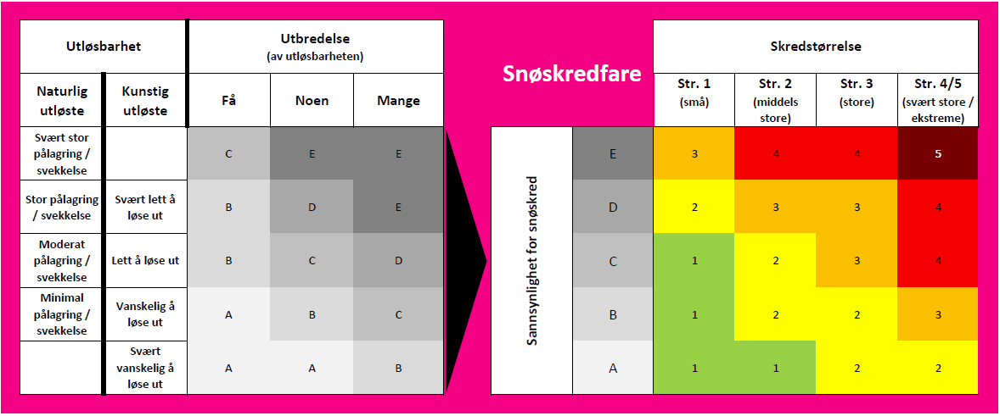 Utløsbarhet
Utbredelse
(av utløsbarheten)
Naturlig
utløste
Kunstig
utløste
Få
Noen
Mange
Svært stor
pålagring /
svekkelse
C
E
E
Stor pålagring
/ svekkelse
Svært lett å
løse ut
B
D
E
Moderat
pålagring /
svekkelse
Lett å løse ut
B
C
D
Minimal
pålagring /
svekkelse
Vanskelig å
løse ut
A
B
C
Svært
vanskelig å
løse ut
A
A
B
Snøskredfare
Skredstørrelse
Str. 1
(små)
Str. 2
(middels
store)
Str. 3
(store)
Str. 4/5
(svært store /
ekstreme)
Sannsynlighet for snøskred
E
3
4
4
5
D
2
3
3
4
C
1
2
3
4
B
1
2
2
3
A
1
1
2
2